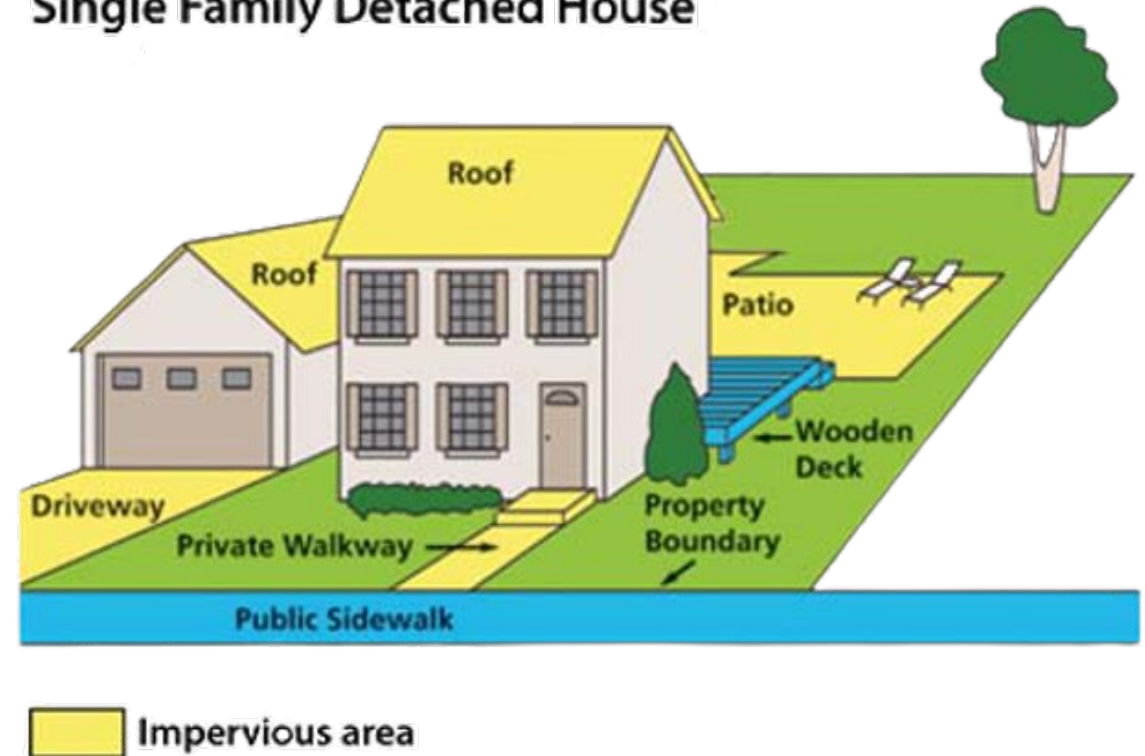 Single Family Detached House
Roof
Roof
Patio
Wooden
Deck
Driveway
Property
Boundary
Private Walkway
Public Sidewalk
Impervious area